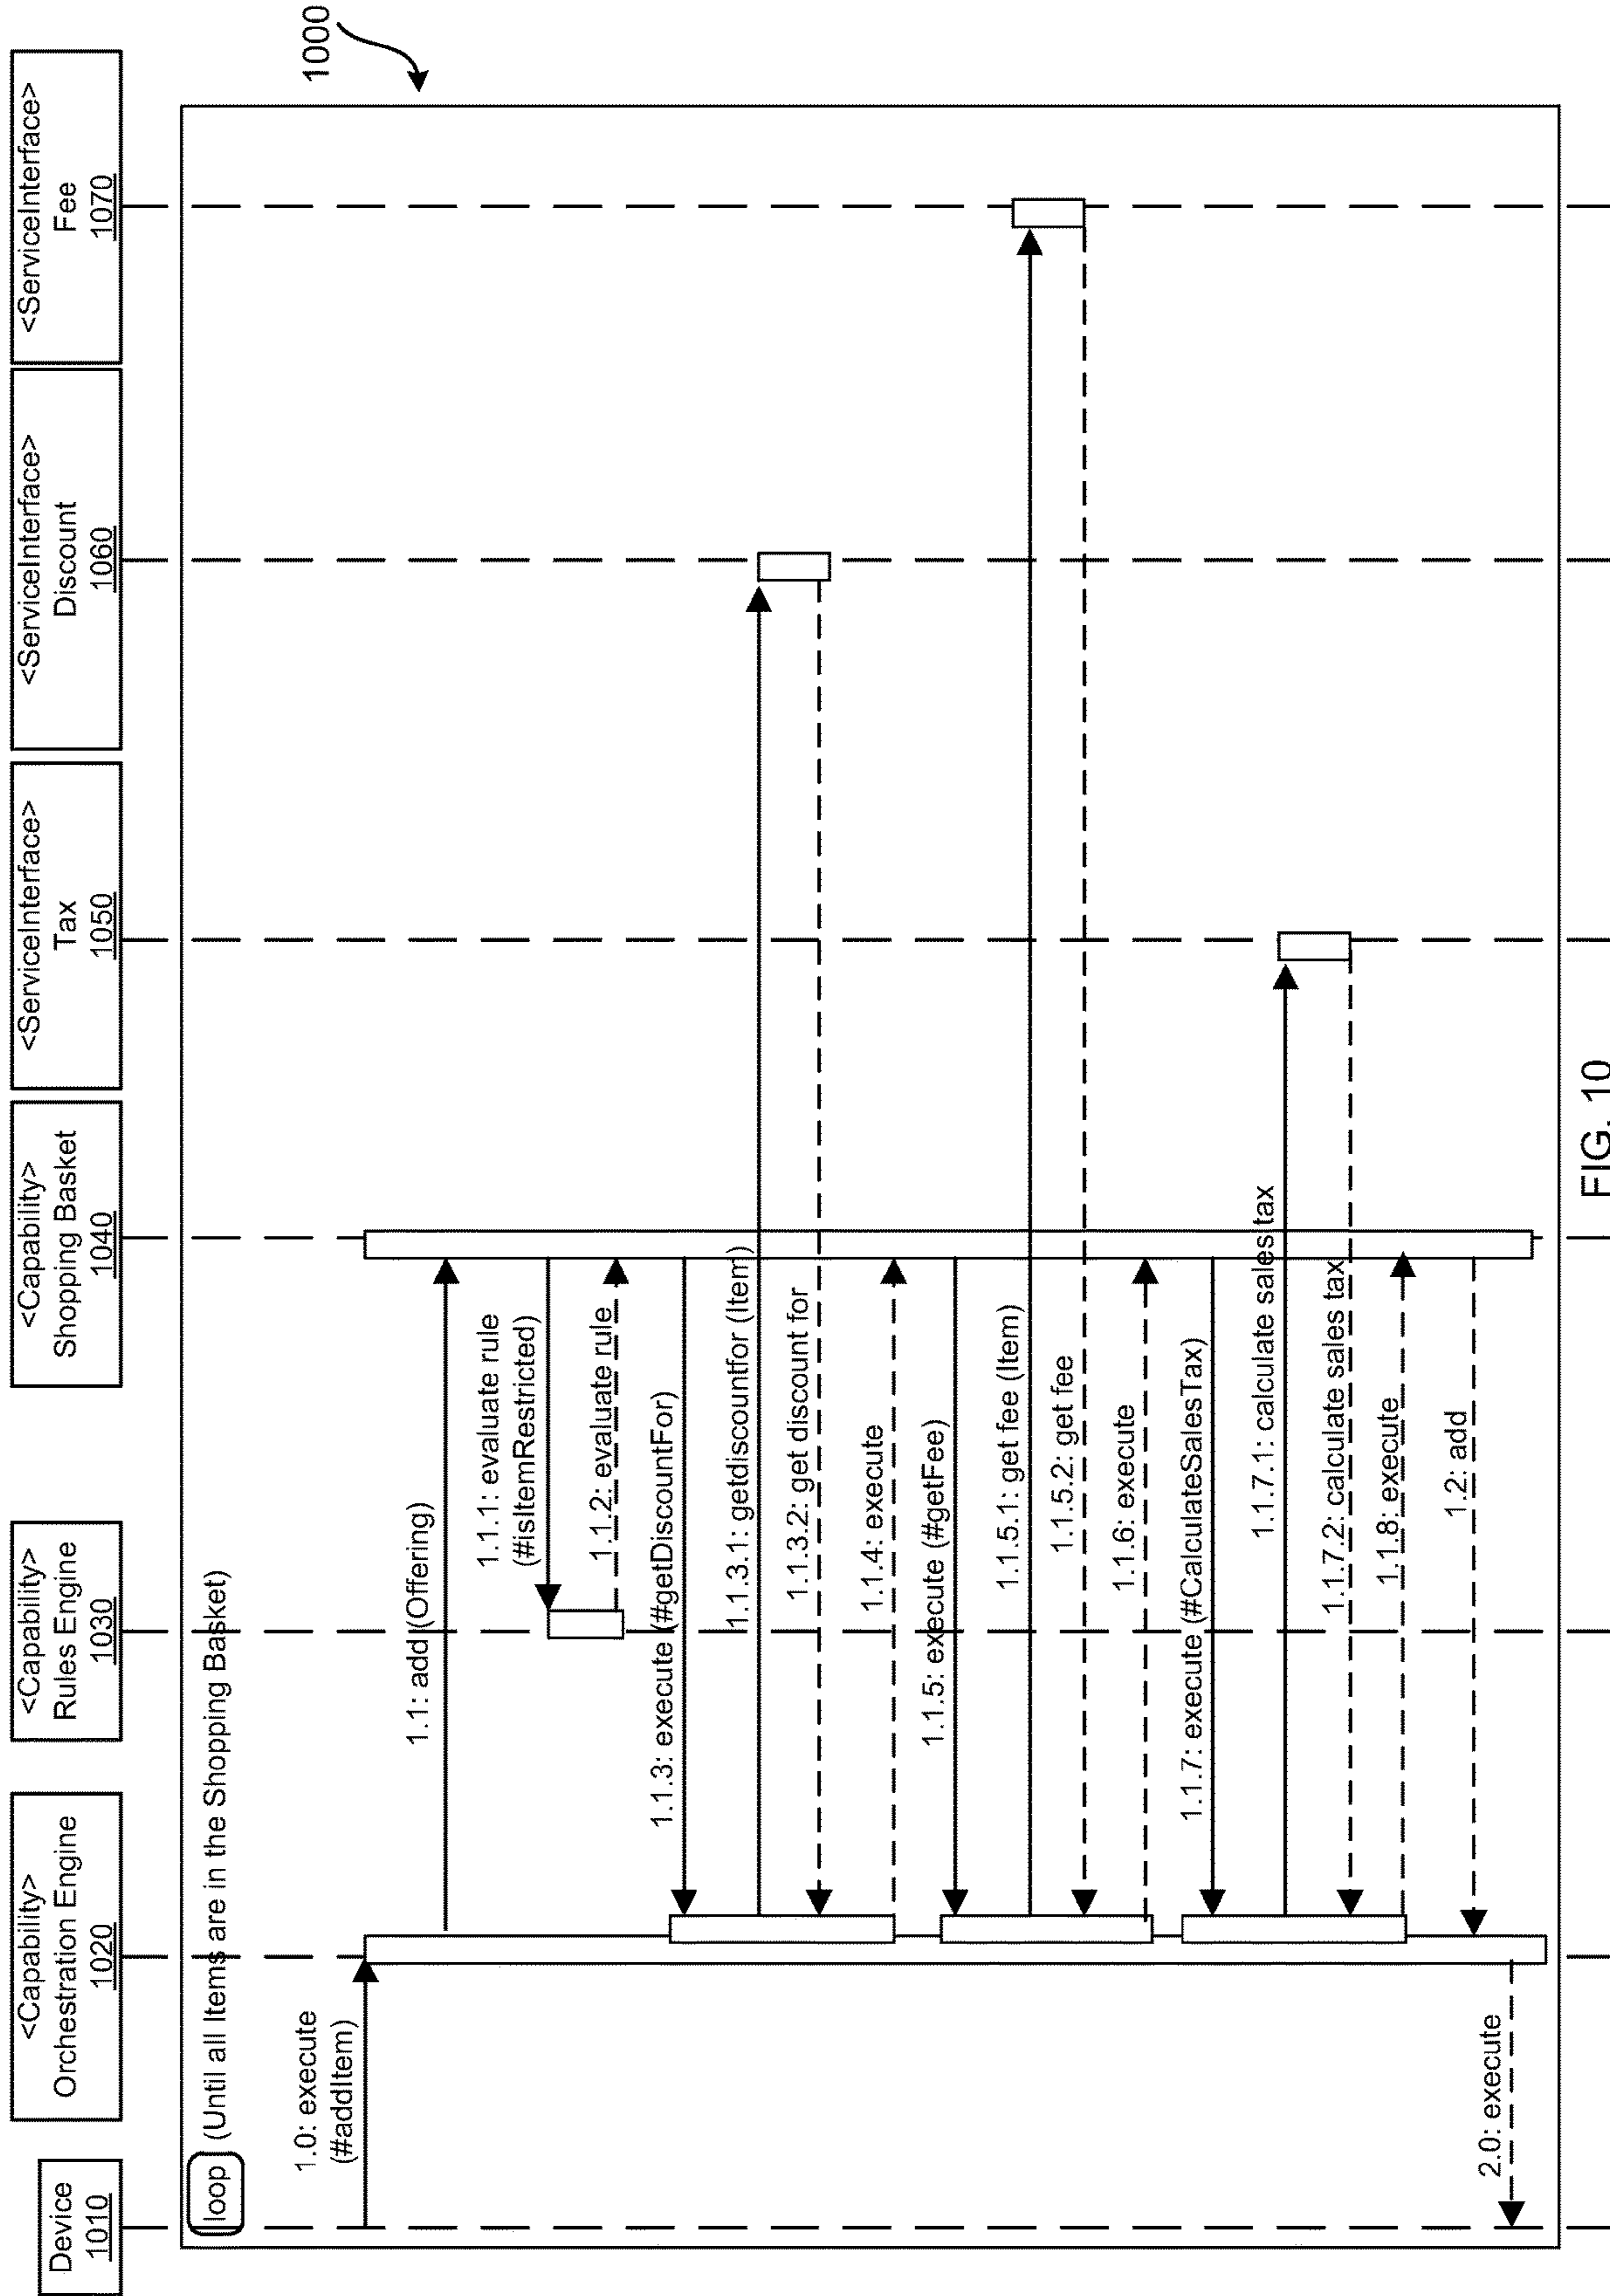 Device
1010
<Capability>
Orchestration Engine
1020
<Capability>
Rules Engine
1030
<Capability>
Shopping Basket
1040
<ServiceInterface>
Tax
1050
<ServiceInterface>
Discount
1060
<ServiceInterface>
Fee
1070
loop (Until all Items are in the Shopping Basket)
1000
1.0: execute
(#addItem)
1.1: add (Offering)
1.1.1: evaluate rule
(#isItemRestricted)
1.1.2: evaluate rule
1.1.3: execute (#getDiscountFor)
1.1.3.1: getdiscountfor (Item)
1.1.3.2: get discount for
1.1.4: execute
1.1.5: execute (#getFee)
1.1.5.1: get fee (Item)
1.1.5.2: get fee
1.1.6: execute
1.1.7: execute (#CalculateSalesTax)
1.1.7.1: calculate sales tax
1.1.7.2: calculate sales tax
1.1.8: execute
1.2: add
2.0: execute
FIG. 10